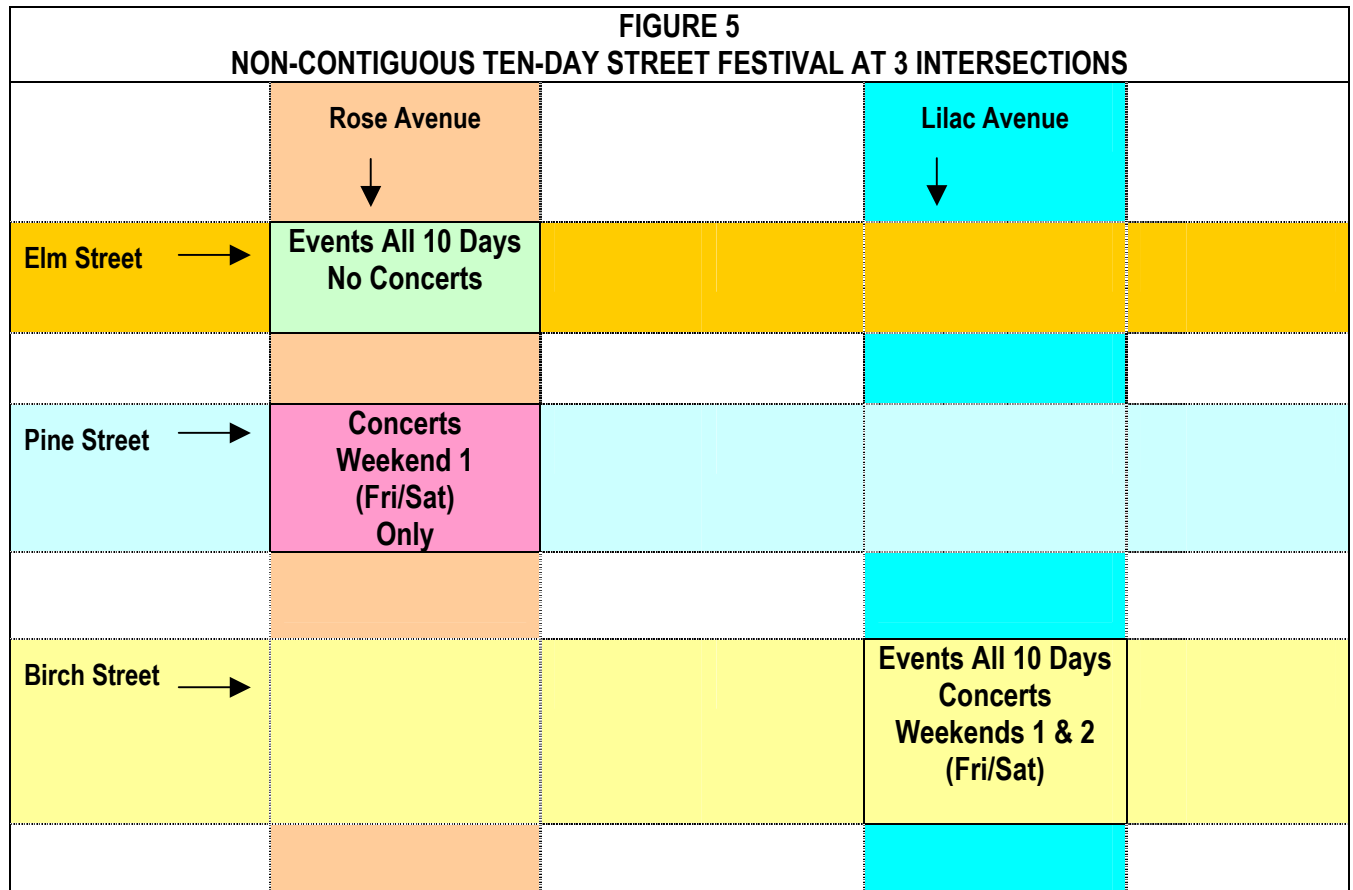 FIGURE 5
NON-CONTIGUOUS TEN-DAY STREET FESTIVAL AT 3 INTERSECTIONS
Rose Avenue
Lilac Avenue
Elm Street
Events All 10 Days
No Concerts
Pine Street
Concerts
Weekend 1
(Fri/Sat)
Only
Birch Street
Events All 10 Days
Concerts
Weekends 1 & 2
(Fri/Sat)